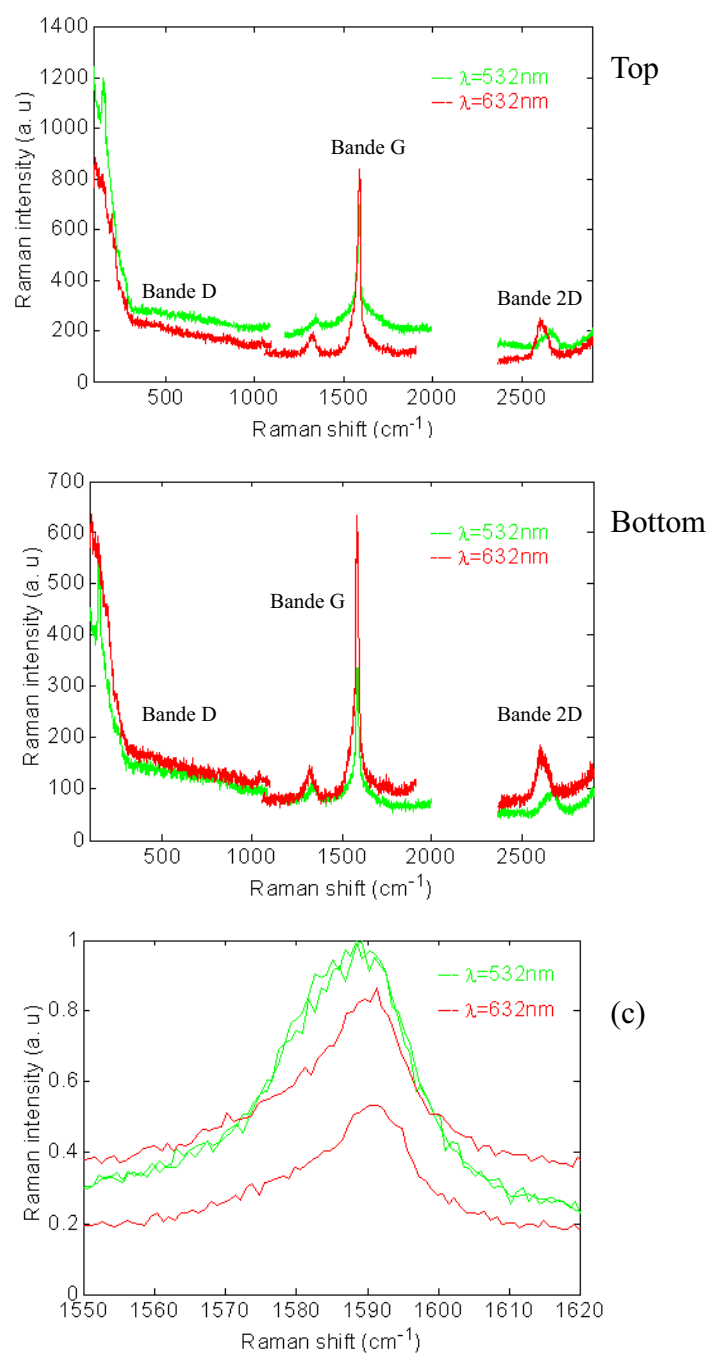 1400
1200
1000
800
600
400
200
0
Raman intensity (a. u)
λ=532nm
λ=632nm
Top
Bande G
Bande D
Bande 2D
500 1000 1500 2000 2500
Raman shift (cm-1)
700
600
500
400
300
200
100
0
Raman intensity (a. u)
λ=532nm
λ=632nm
Bottom
Bande G
Bande D
Bande 2D
500 1000 1500 2000 2500
Raman shift (cm-1)
1
0.8
0.6
0.4
0.2
0
Raman intensity (a. u)
λ=532nm
λ=632nm
(c)
1550 1560 1570 1580 1590 1600 1610 1620
Raman shift (cm-1)